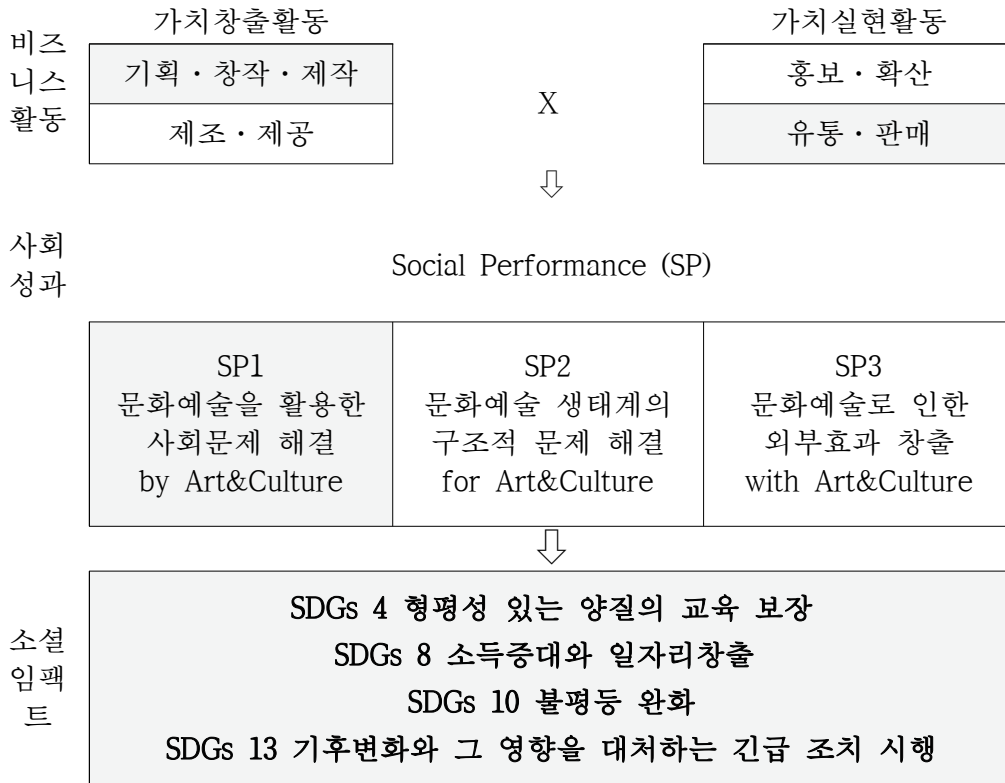 가치창출활동
가치실현활동
비즈
니스
활동
기획・창작・제작
제조・제공
X
홍보・확산
유통・판매
⇩
사회
성과
Social Performance (SP)
SP1
문화예술을 활용한
사회문제 해결
by Art&Culture
SP2
문화예술 생태계의
구조적 문제 해결
for Art&Culture
SP3
문화예술로 인한
외부효과 창출
with Art&Culture
⇩
소셜
임팩
트
SDGs 4 형평성 있는 양질의 교육 보장
SDGs 8 소득증대와 일자리창출
SDGs 10 불평등 완화
SDGs 13 기후변화와 그 영향을 대처하는 긴급 조치 시행